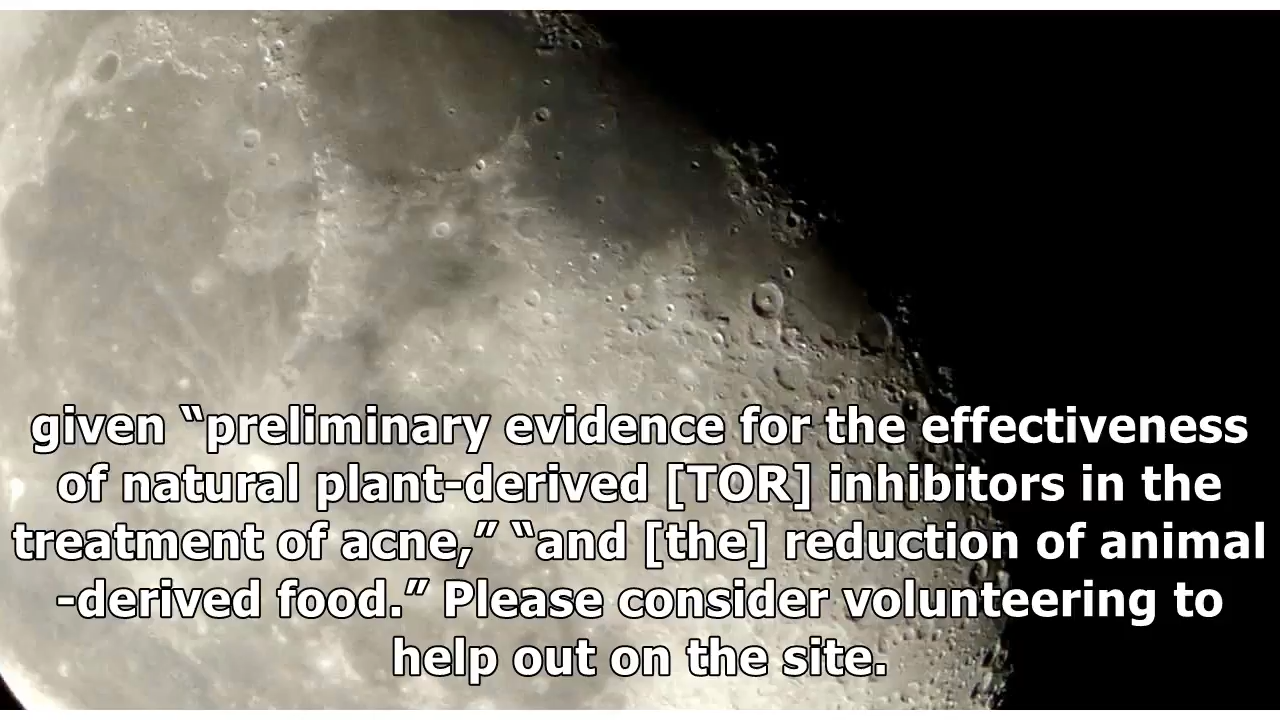 given “preliminary evidence for the effectiveness
of natural plant-derived [TOR] inhibitors in the
treatment of acne,” “and [the] reduction of animal
-derived food.” Please consider volunteering to
help out on the site.